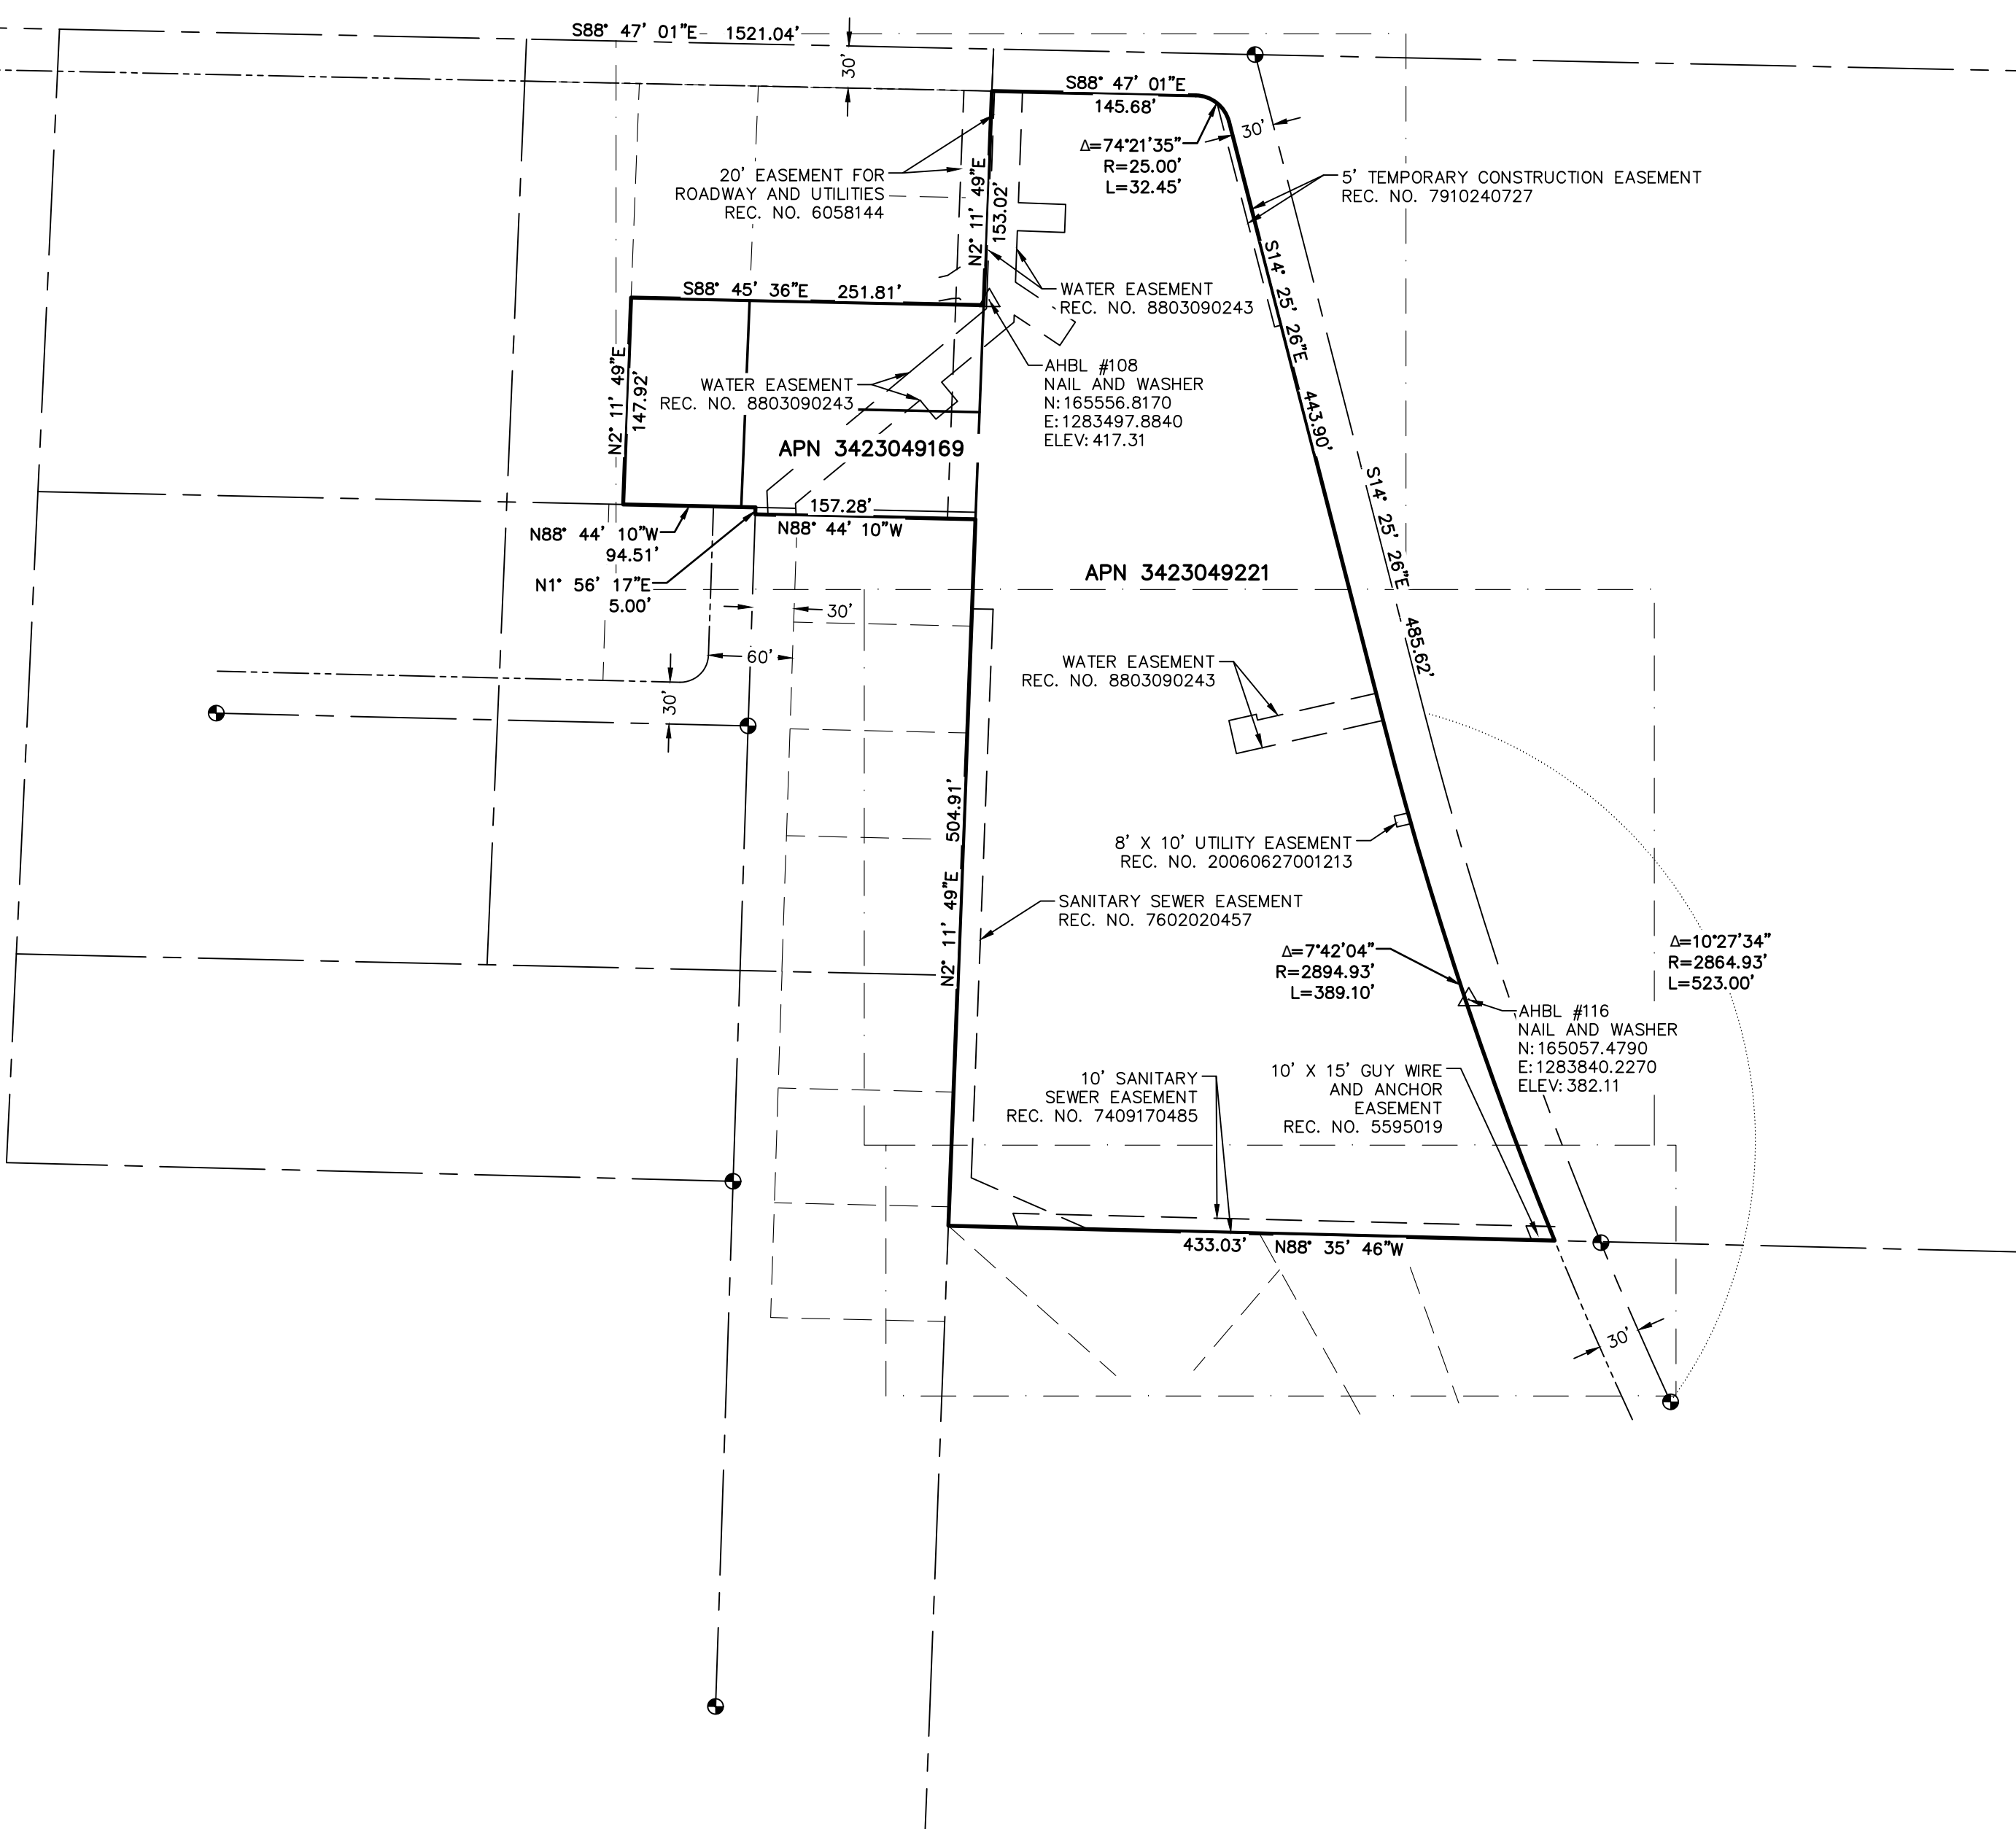 S88° 47' 01"E 1521.04'
30'
S88° 47' 01"E
145.68'
30'
Δ=74°21'35"
R=25.00'
L=32.45'
20' EASEMENT FOR
ROADWAY AND UTILITIES
REC. NO. 6058144
N2° 11' 49"E
153.02'
5' TEMPORARY CONSTRUCTION EASEMENT
REC. NO. 7910240727
S14° 25' 26"E 443.90'
S88° 45' 36"E 251.81'
WATER EASEMENT
REC. NO. 8803090243
N2° 11' 49"E
147.92'
WATER EASEMENT
REC. NO. 8803090243
AHBL #108
NAIL AND WASHER
N: 165556.8170
E: 1283497.8840
ELEV: 417.31
APN 3423049169
S14° 25' 26"E 485.62'
157.28'
N88° 44' 10"W
N88° 44' 10"W
94.51'
N1° 56' 17"E
5.00'
APN 3423049221
30'
60'
30'
WATER EASEMENT
REC. NO. 8803090243
N2° 11' 49"E 504.91'
8' X 10' UTILITY EASEMENT
REC. NO. 20060627001213
SANITARY SEWER EASEMENT
REC. NO. 7602020457
Δ=7°42'04"
R=2894.93'
L=389.10'
Δ=10°27'34"
R=2864.93'
L=523.00'
AHBL #116
NAIL AND WASHER
N: 165057.4790
E: 1283840.2270
ELEV: 382.11
10' SANITARY
SEWER EASEMENT
REC. NO. 7409170485
10' X 15' GUY WIRE
AND ANCHOR
EASEMENT
REC. NO. 5595019
433.03' N88° 35' 46"W
30'